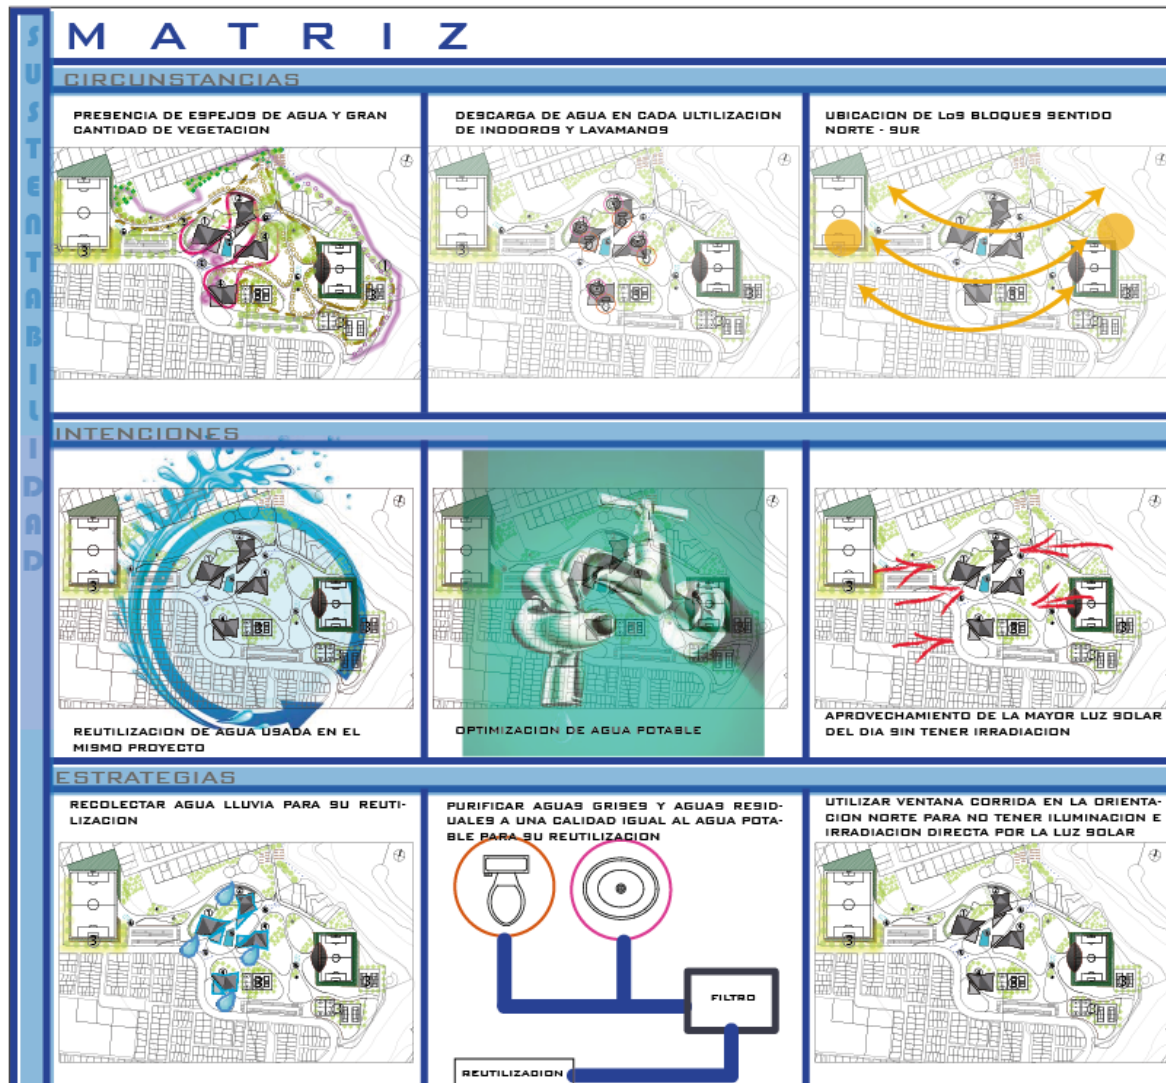 SUSTENTABILIDAD
MATRIZ
CIRCUNSTANCIAS
PRESENCIA DE ESPEJOS DE AGUA Y GRAN
CANTIDAD DE VEGETACION
DESCARGA DE AGUA EN CADA ULTILIZACION
DE INODOROS Y LAVAMANOS
UBICACION DE LoS BLOQUES SENTIDO
NORTE - SUR
INTENCIONES
REUTILIZACION DE AGUA USADA EN EL
MISMO PROYECTO
OPTIMIZACION DE AGUA POTABLE
APROVECHAMIENTO DE LA MAYOR LUZ SOLAR
DEL DIA SIN TENER IRRADIACION
ESTRATEGIAS
RECOLECTAR AGUA LLUVIA PARA SU REUTI-
LIZACION
PURIFICAR AGUAS GRISES Y AGUAS RESID-
UALES A UNA CALIDAD IGUAL AL AGUA POTA-
BLE PARA SU REUTILIZACION
FILTRO
REUTILIZACION
UTILIZAR VENTANA CORRIDA EN LA ORIENTA-
CION NORTE PARA NO TENER ILUMINACION E
IRRADIACION DIRECTA POR LA LUZ SOLAR